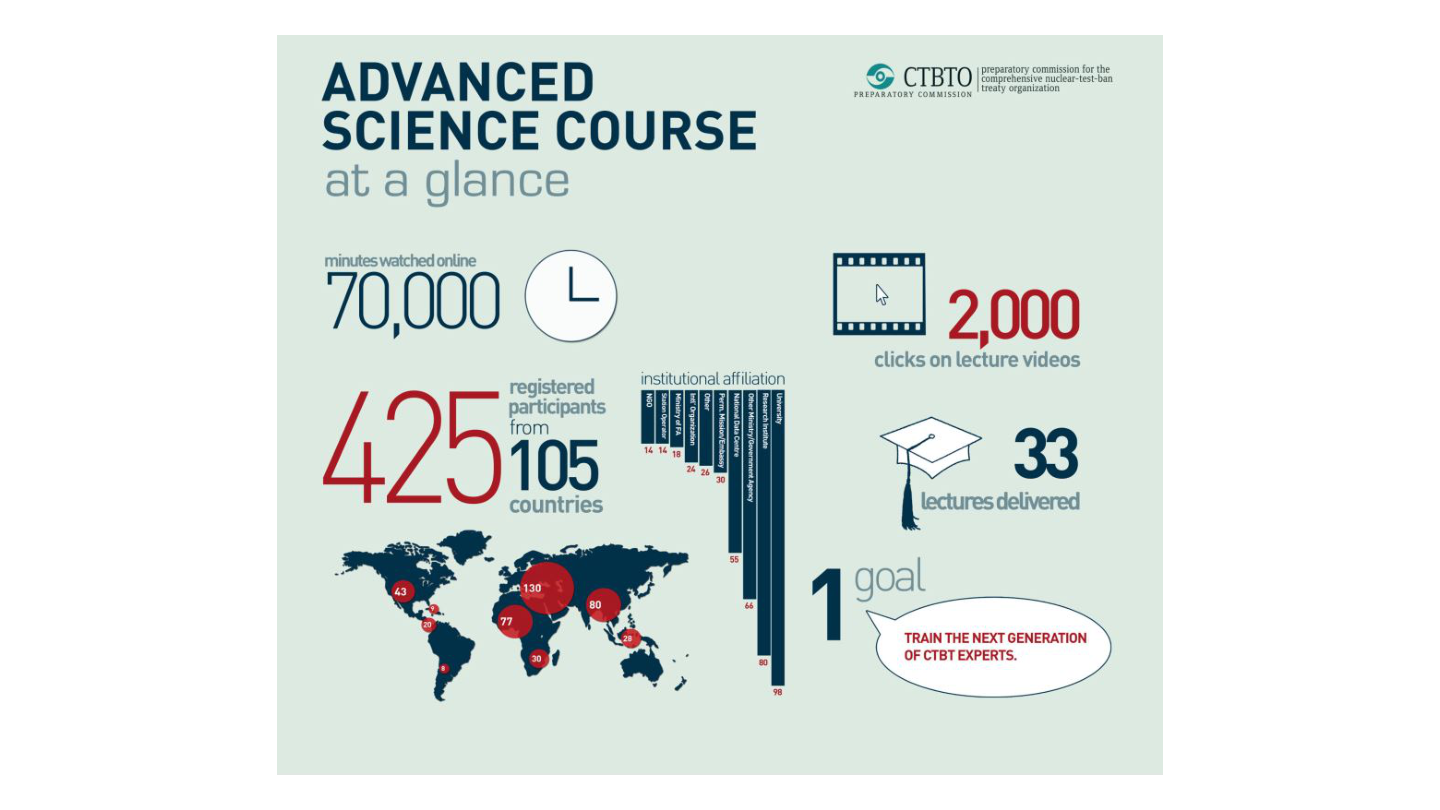 ADVANCED
SCIENCE COURSE
at a glance
CTBTO
PREPARATORY COMMISSION
preparatory commission for the
comprehensive nuclear-test-ban
treaty organization
minutes watched online
70,000
2,000
clicks on lecture videos
425
registered
participants
from
105
countries
institutional affiliation
NGO
Station Operator
Ministry of FA
Intl' Organization
Other
Perm. Mission/Embassy
National Data Centre
Other Ministry/Government Agency
Research Institute
University
14
14
18
24
26
30
55
66
80
98
33
lectures delivered
43
9
20
8
130
77
80
28
30
1 goal
TRAIN THE NEXT GENERATION
OF CTBT EXPERTS.